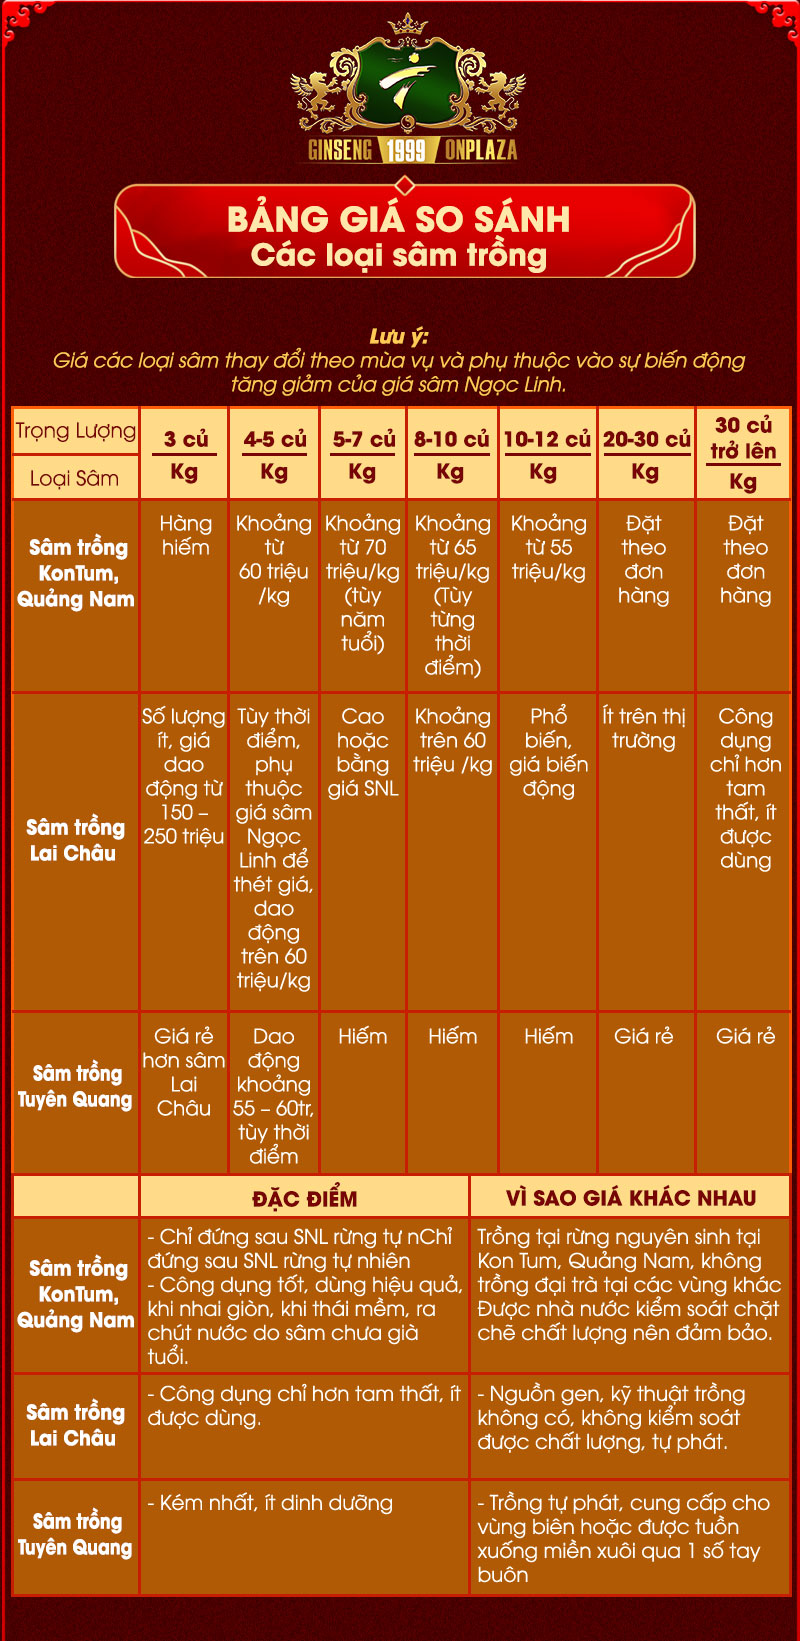 GINSENG 1999 ONPLAZA
BẢNG GIÁ SO SÁNH
Các loại sâm trồng
Lưu ý:
Giá các loại sâm thay đổi theo mùa vụ và phụ thuộc vào sự biến động
tăng giảm của giá sâm Ngọc Linh.
Trọng Lượng
Loại Sâm
3 củ
Kg
4-5 củ
Kg
5-7 củ
Kg
8-10 củ
Kg
10-12 củ
Kg
20-30 củ
Kg
30 củ
trở lên
Kg
Sâm trồng
KonTum,
Quảng Nam
Hàng
hiếm
Khoảng
từ
60 triệu
/kg
Khoảng
từ 70
triệu/kg
(tùy
năm
tuổi)
Khoảng
từ 65
triệu/kg
(Tùy
từng
thời
điểm)
Khoảng
từ 55
triệu/kg
Đặt
theo
đơn
hàng
Đặt
theo
đơn
hàng
Sâm trồng
Lai Châu
Số lượng
ít, giá
dao
động từ
150 –
250 triệu
Tùy thời
điểm,
phụ
thuộc
giá sâm
Ngọc
Linh để
thét giá,
dao
động
trên 60
triệu/kg
Cao
hoặc
bằng
giá SNL
Khoảng
trên 60
triệu /kg
Phổ
biến,
giá biến
động
Ít trên thị
trường
Công
dụng
chỉ hơn
tam
thất, ít
được
dùng
Sâm trồng
Tuyên Quang
Giá rẻ
hơn sâm
Lai
Châu
Dao
động
khoảng
55 – 60tr,
tùy thời
điểm
Hiếm
Hiếm
Hiếm
Giá rẻ
Giá rẻ
ĐẶC ĐIỂM
VÌ SAO GIÁ KHÁC NHAU
Sâm trồng
KonTum,
Quảng Nam
- Chỉ đứng sau SNL rừng tự nChỉ
đứng sau SNL rừng tự nhiên
- Công dụng tốt, dùng hiệu quả,
khi nhai giòn, khi thái mềm, ra
chút nước do sâm chưa già
tuổi.
Trồng tại rừng nguyên sinh tại
Kon Tum, Quảng Nam, không
trồng đại trà tại các vùng khác
Được nhà nước kiểm soát chặt
chẽ chất lượng nên đảm bảo.
Sâm trồng
Lai Châu
- Công dụng chỉ hơn tam thất, ít
được dùng.
- Nguồn gen, kỹ thuật trồng
không có, không kiểm soát
được chất lượng, tự phát.
Sâm trồng
Tuyên Quang
- Kém nhất, ít dinh dưỡng
- Trồng tự phát, cung cấp cho
vùng biên hoặc được tuồn
xuống miền xuôi qua 1 số tay
buôn